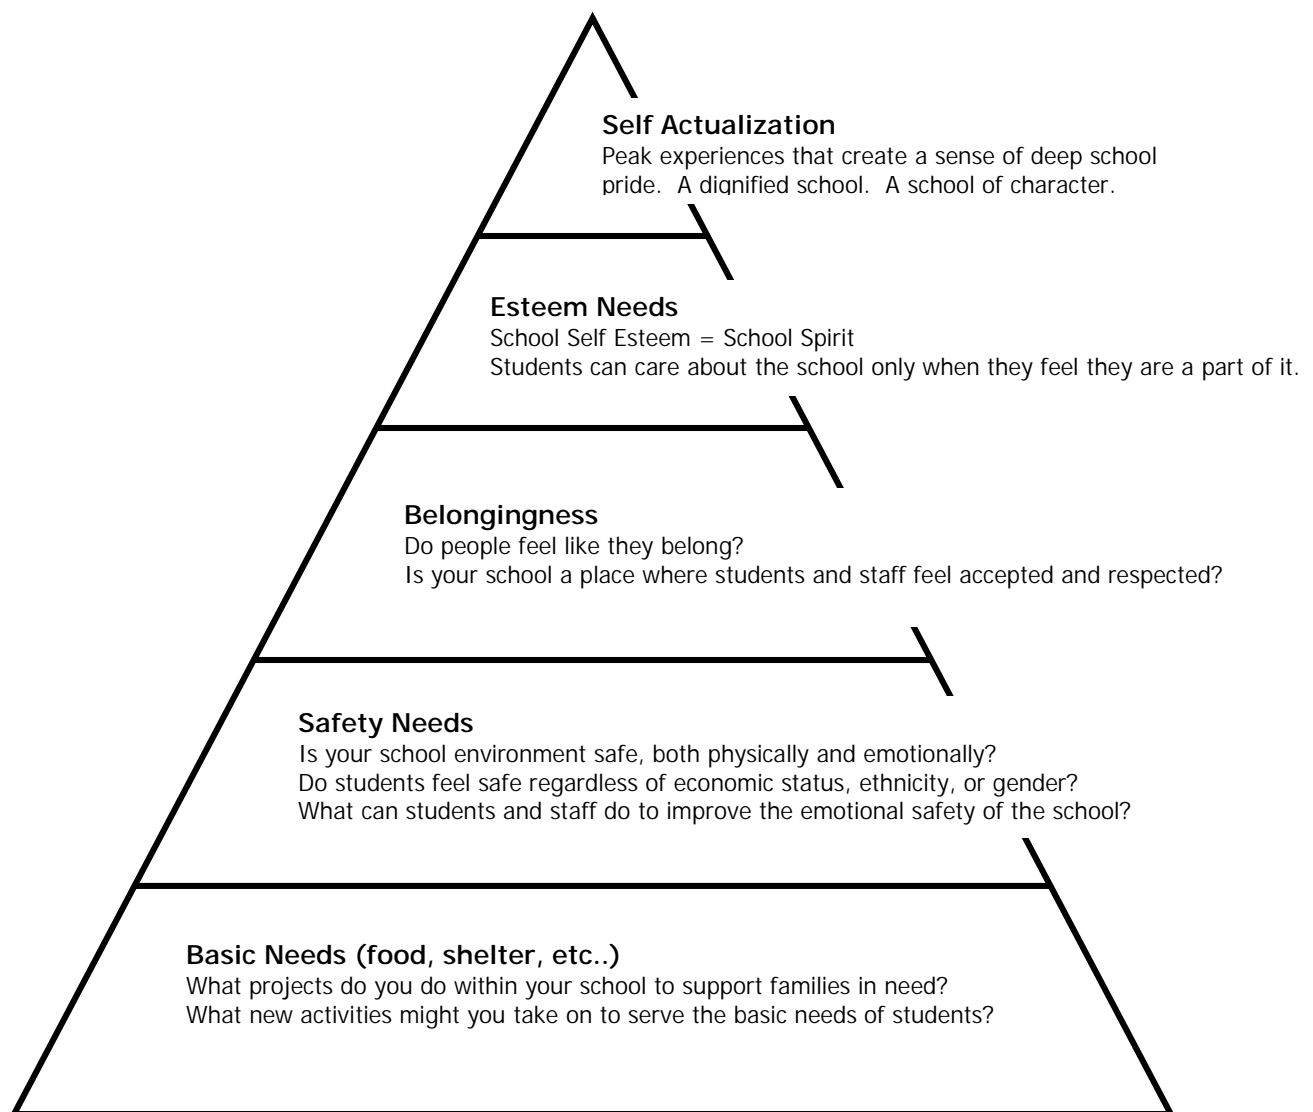 Self Actualization
Peak experiences that create a sense of deep school
pride.  A dignified school.  A school of character.
Esteem Needs
School Self Esteem = School Spirit
Students can care about the school only when they feel they are a part of it.
Belongingness
Do people feel like they belong?
Is your school a place where students and staff feel accepted and respected?
Safety Needs
Is your school environment safe, both physically and emotionally?
Do students feel safe regardless of economic status, ethnicity, or gender?
What can students and staff do to improve the emotional safety of the school?
Basic Needs (food, shelter, etc..)
What projects do you do within your school to support families in need?
What new activities might you take on to serve the basic needs of students?